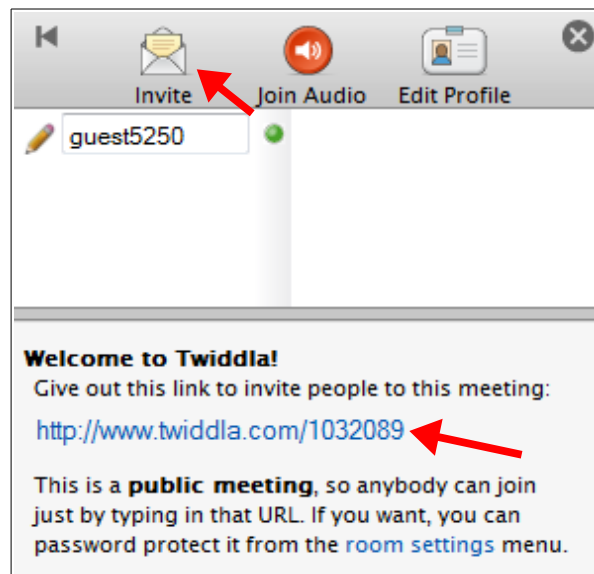 Invite Join Audio Edit Profile
guest5250
Welcome to Twiddla!
Give out this link to invite people to this meeting:
http://www.twiddla.com/1032089
This is a public meeting, so anybody can join
just by typing in that URL. If you want, you can
password protect it from the room settings menu.